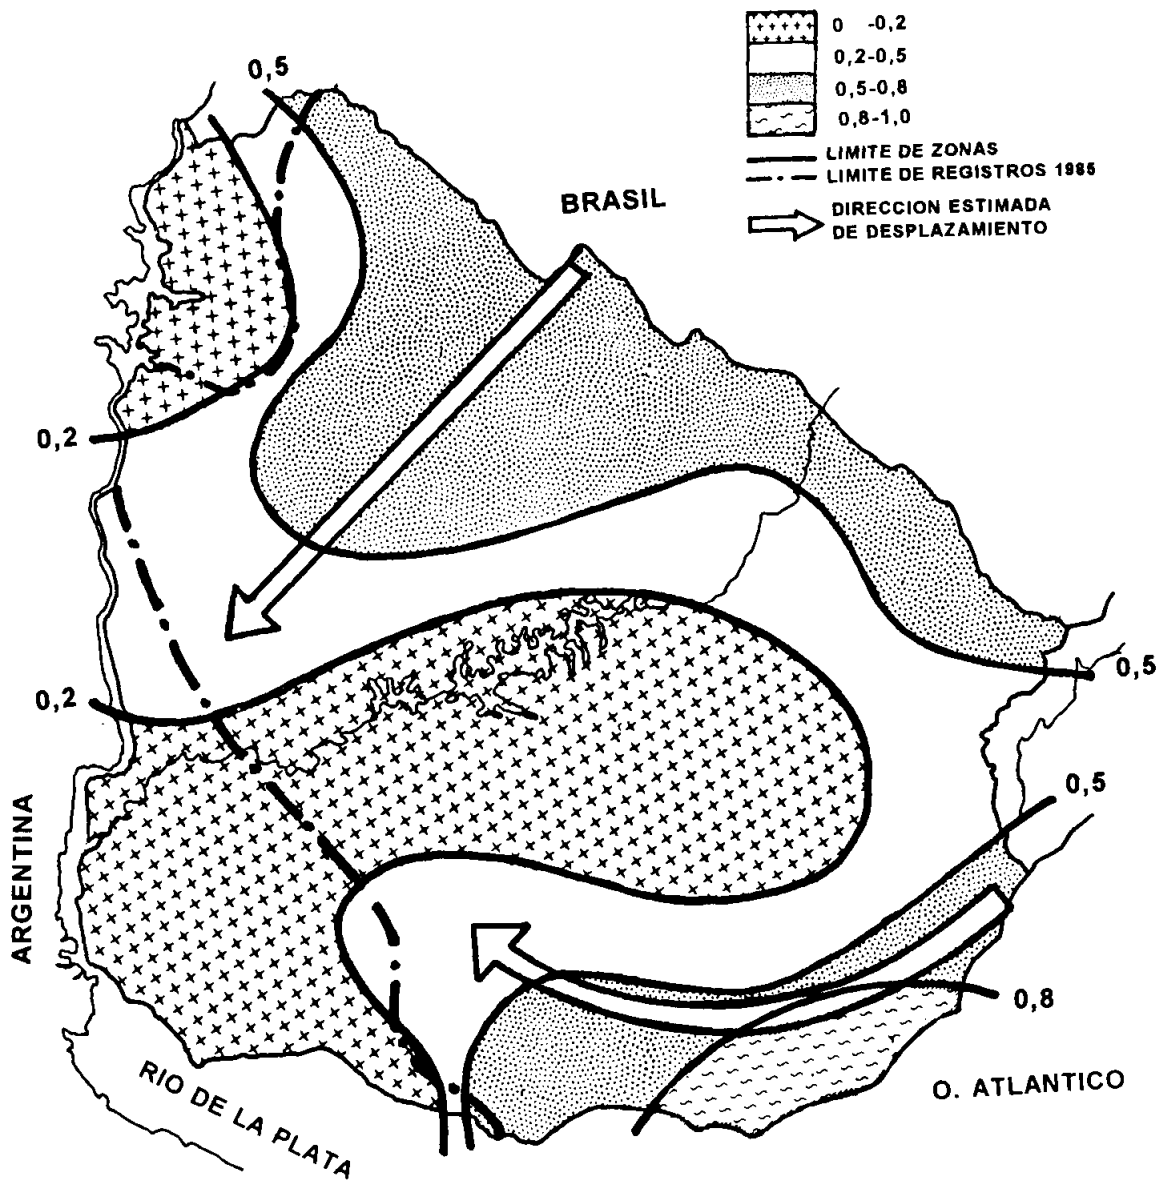 0 -0,2
0,2-0,5
0,5-0,8
0,8-1,0
LIMITE DE ZONAS
LIMITE DE REGISTROS 1985
DIRECCION ESTIMADA
DE DESPLAZAMIENTO
0,5
BRASIL
0,2
0,5
0,2
0,5
ARGENTINA
0,8
RIO DE LA PLATA
O. ATLANTICO